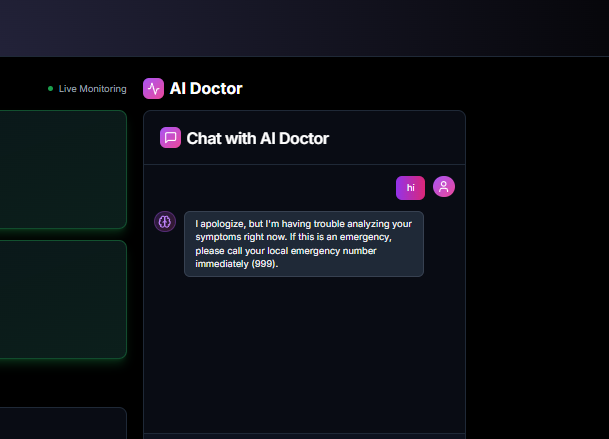 Live Monitoring
AI Doctor
Chat with AI Doctor
hi
I apologize, but I'm having trouble analyzing your
symptoms right now. If this is an emergency,
please call your local emergency number
immediately (999).